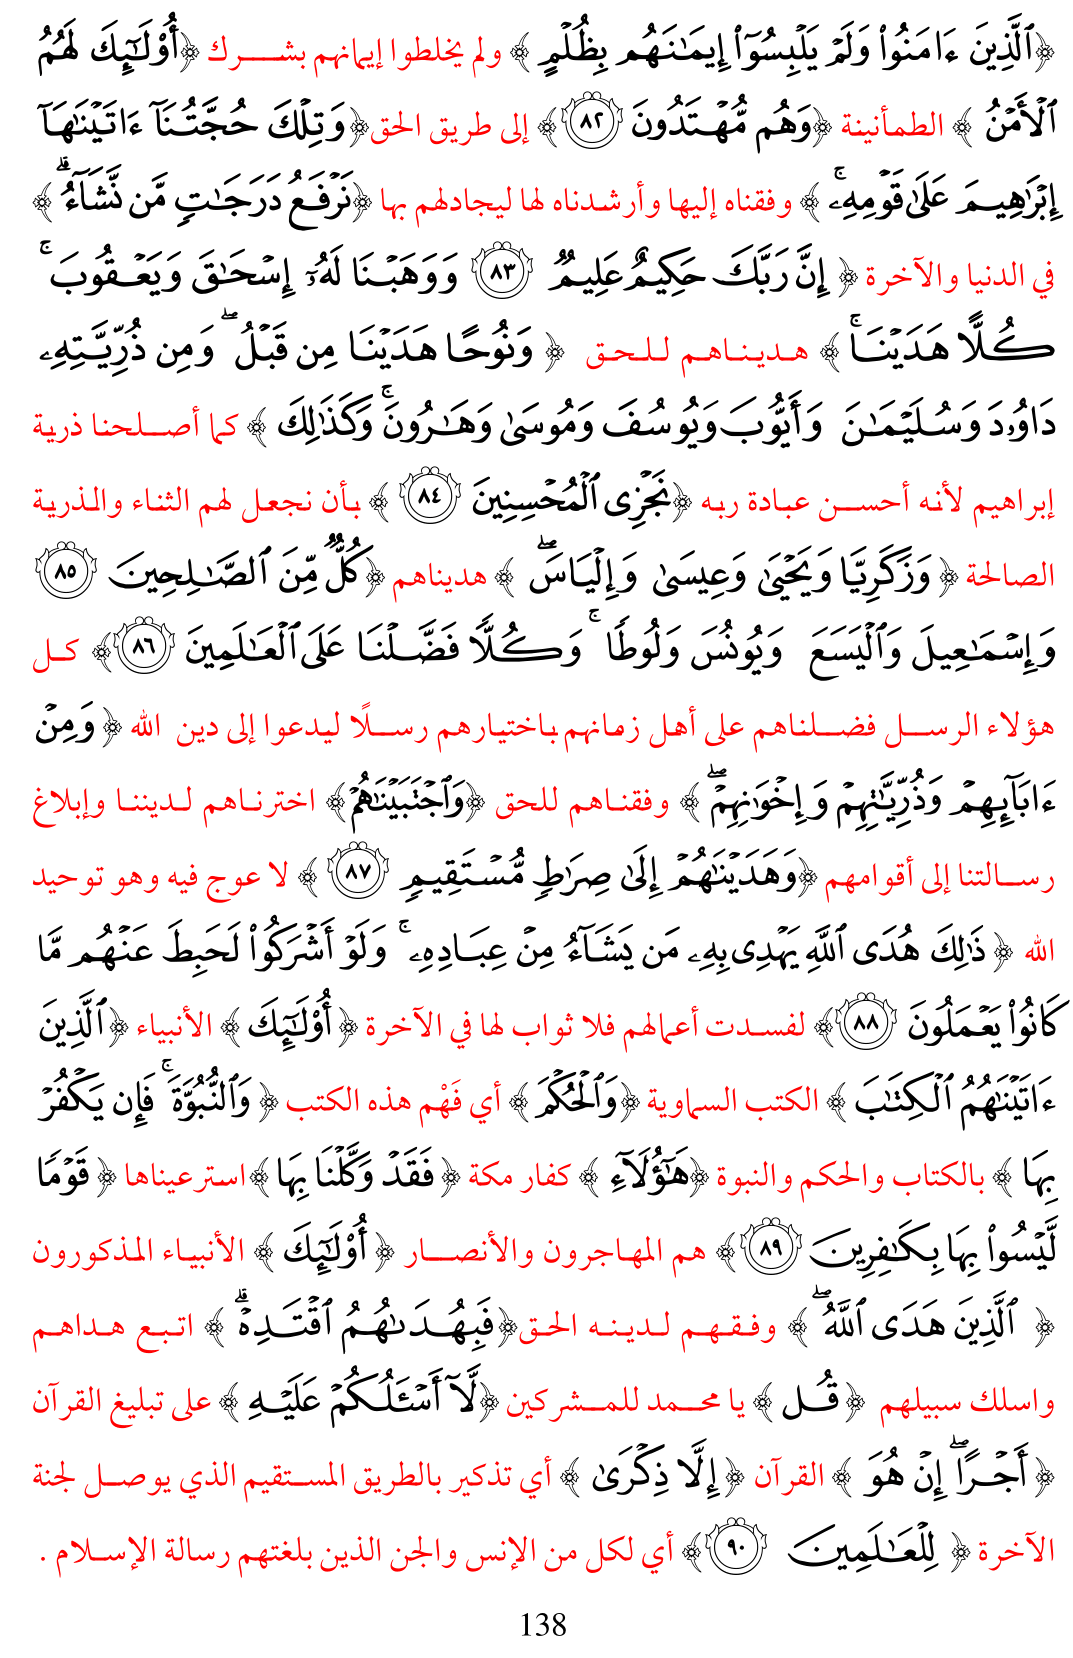 ﴿ٱلَّذِينَ ءَامَنُواْ وَلَمْ يَلْبِسُوٓاْ إِيمَـٰنَهُم بِظُلْمٍ ﴾ ولم يخلطوا إيمانهم بشرك ﴿أُوْلَـٰٓئِكَ لَهُمُ
ٱلْأَمْنُ ﴾ الطمأنينة ﴿وَهُم مُّهْتَدُونَ ٨٢﴾ إلى طريق الحق﴿وَتِلْكَ حُجَّتُنَآ ءَاتَيْنَـٰهَآ
إِبْرَٰهِيمَ عَلَىٰ قَوْمِهِۦۚ ﴾ وفقناه إليها وأرشدناه لها ليجادلهم بها ﴿نَرْفَعُ دَرَجَـٰتٍ مَّن نَّشَآءُۗ ﴾
في الدنيا والآخرة ﴿ إِنَّ رَبَّكَ حَكِيمٌ عَلِيمٌ ٨٣ وَوَهَبْنَا لَهُۥٓ إِسْحَـٰقَ وَيَعْقُوبَۚ
كُلًّا هَدَيْنَاۚ ﴾ هديناهم للحق ﴿ وَنُوحًا هَدَيْنَا مِن قَبْلُۖ وَمِن ذُرِّيَّتِهِۦ
دَاوُۥدَ وَسُلَيْمَـٰنَ وَأَيُّوبَ وَيُوسُفَ وَمُوسَىٰ وَهَـٰرُونَۚ وَكَذَٰلِكَ ﴾ كما أصلحنا ذرية
إبراهيم لأنه أحسن عبادة ربه ﴿نَجْزِى ٱلْمُحْسِنِينَ ٨٤ ﴾ بأن نجعل لهم الثناء والذرية
الصالحة ﴿ وَزَكَرِيَّا وَيَحْيَىٰ وَعِيسَىٰ وَإِلْيَاسَۖ ﴾ هديناهم ﴿كُلٌّ مِّنَ ٱلصَّـٰلِحِينَ ٨٥
وَإِسْمَـٰعِيلَ وَٱلْيَسَعَ وَيُونُسَ وَلُوطًاۚ وَكُلًّا فَضَّلْنَا عَلَى ٱلْعَـٰلَمِينَ ٨٦﴾ كل
هؤلاء الرسل فضلناهم على أهل زمانهم باختيارهم رسلًا ليدعوا إلى دين الله ﴿ وَمِنْ
ءَابَآئِهِمْ وَذُرِّيَّـٰتِهِمْ وَإِخْوَٰنِهِمْۖ ﴾ وفقناهم للحق ﴿وَٱجْتَبَيْنَـٰهُمْ﴾ اخترناهم لديننا وإبلاغ
رسالتنا إلى أقوامهم ﴿وَهَدَيْنَـٰهُمْ إِلَىٰ صِرَٰطٍ مُّسْتَقِيمٍ ٨٧ ﴾ لا عوج فيه وهو توحيد
الله ﴿ ذَٰلِكَ هُدَى ٱللَّهِ يَهْدِى بِهِۦ مَن يَشَآءُ مِنْ عِبَادِهِۦۚ وَلَوْ أَشْرَكُواْ لَحَبِطَ عَنْهُم مَّا
كَانُواْ يَعْمَلُونَ ٨٨﴾ لفسدت أعمالهم فلا ثواب لها في الآخرة ﴿ أُوْلَـٰٓئِكَ ﴾ الأنبياء ﴿ٱلَّذِينَ
ءَاتَيْنَـٰهُمُ ٱلْكِتَـٰبَ ﴾ الكتب السماوية ﴿وَٱلْحُكْمَ ﴾ أي فَهْم هذه الكتب ﴿ وَٱلنُّبُوَّةَۚ فَإِن يَكْفُرْ
بِهَا ﴾ بالكتاب والحكم والنبوة ﴿هَـٰٓؤُلَآءِ ﴾ كفار مكة ﴿ فَقَدْ وَكَّلْنَا بِهَا ﴾استرعيناها ﴿ قَوْمًا
لَّيْسُواْ بِهَا بِكَـٰفِرِينَ ٨٩﴾ هم المهاجرون والأنصار ﴿ أُوْلَـٰٓئِكَ ﴾ الأنبياء المذكورون
﴿ ٱلَّذِينَ هَدَى ٱللَّهُۖ ﴾ وفقهم لدينه الحق﴿فَبِهُدَىٰهُمُ ٱقْتَدِهْۗ ﴾ اتبع هداهم
واسلك سبيلهم ﴿ قُل ﴾ يا محمد للمشركين ﴿لَّآ أَسْـَٔلُكُمْ عَلَيْهِ ﴾ على تبليغ القرآن
﴿ أَجْرًاۖ إِنْ هُوَ ﴾ القرآن ﴿ إِلَّا ذِكْرَىٰ ﴾ أي تذكير بالطريق المستقيم الذي يوصل لجنة
الآخرة ﴿ لِلْعَـٰلَمِينَ ٩٠﴾ أي لكل من الإنس والجن الذين بلغتهم رسالة الإسلام .
138